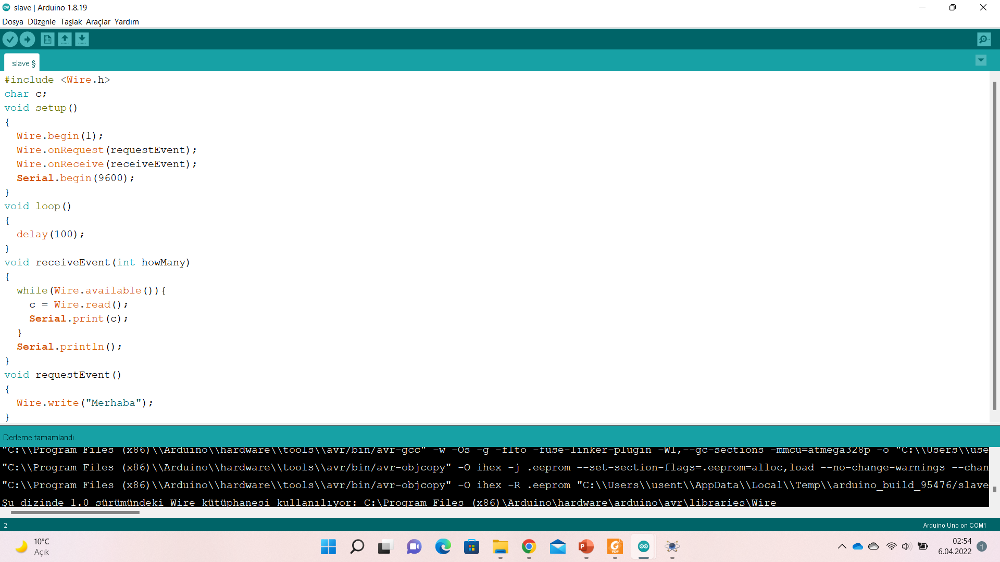 slave | Arduino 1.8.19
Dosya Düzenle Taslak Araçlar Yardım
slave §
#include <Wire.h>
char c;
void setup()
{
  Wire.begin(1);
  Wire.onRequest(requestEvent);
  Wire.onReceive(receiveEvent);
  Serial.begin(9600);
}
void loop()
{
  delay(100);
}
void receiveEvent(int howMany)
{
  while(Wire.available()){
    c = Wire.read();
    Serial.print(c);
  }
  Serial.println();
}
void requestEvent()
{
  Wire.write("Merhaba");
}
Derleme tamamlandı.
"C:\\Program Files (x86)\\Arduino\\hardware\\tools\\avr/bin/avr-gcc" -w -Os -g -flto -fuse-linker-plugin -Wl,--gc-sections -mmcu=atmega328p -o "C:\\Users\\use
"C:\\Program Files (x86)\\Arduino\\hardware\\tools\\avr/bin/avr-objcopy" -O ihex -j .eeprom --set-section-flags=.eeprom=alloc,load --no-change-warnings --chan
"C:\\Program Files (x86)\\Arduino\\hardware\\tools\\avr/bin/avr-objcopy" -O ihex -R .eeprom "C:\\Users\\usent\\AppData\\Local\\Temp\\arduino_build_95476/slave
Şu dizinde 1.0 sürümündeki Wire kütüphanesi kullanılıyor: C:\Program Files (x86)\Arduino\hardware\arduino\avr\libraries\Wire
2
Arduino Uno on COM1
10°C
Açık
02:54
6.04.2022
1